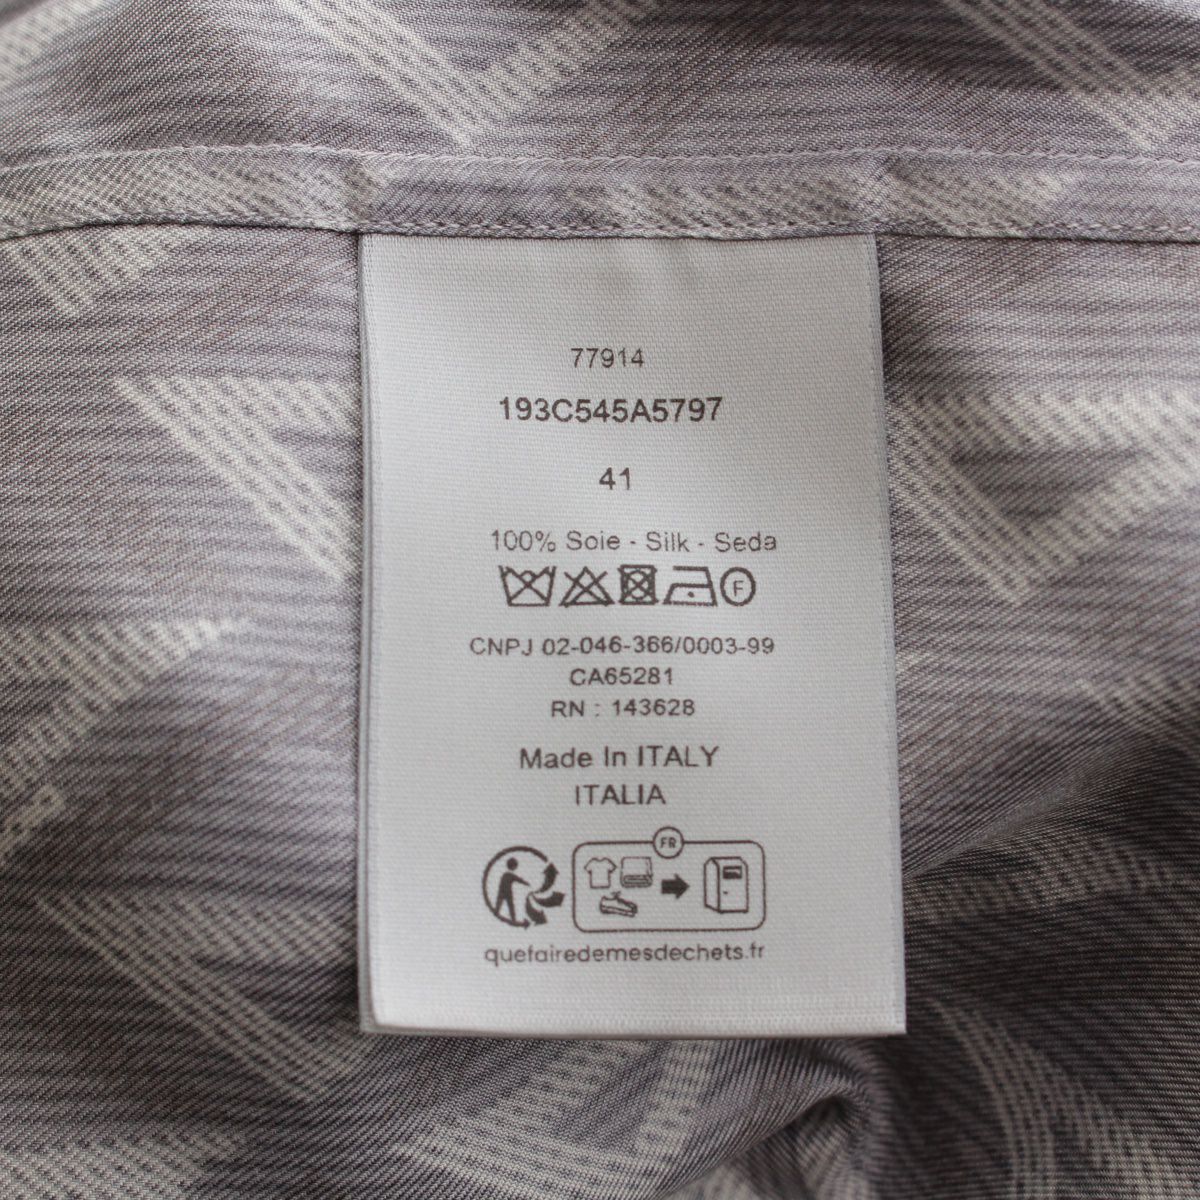 77914
193C545A5797
41
100% Soie - Silk - Seda
F
CNPJ 02-046-366/0003-99
CA65281
RN : 143628
Made In ITALY
ITALIA
FR
quefairedemesdechets.fr